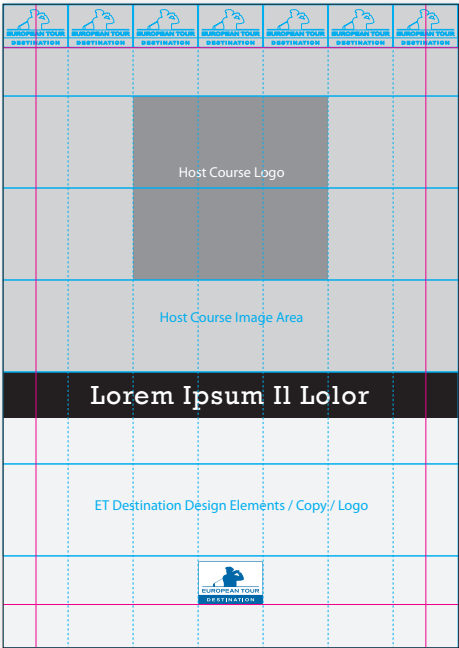 EUROPEAN TOUR EUROPEAN TOUR EUROPEAN TOUR EUROPEAN TOUR EUROPEAN TOUR EUROPEAN TOUR EUROPEAN TOUR
DESTINATION DESTINATION DESTINATION DESTINATION DESTINATION DESTINATION DESTINATION
Host Course Logo
Host Course Image Area
Lorem Ipsum Il Lolor
ET Destination Design Elements / Copy / Logo
EUROPEAN TOUR
DESTINATION